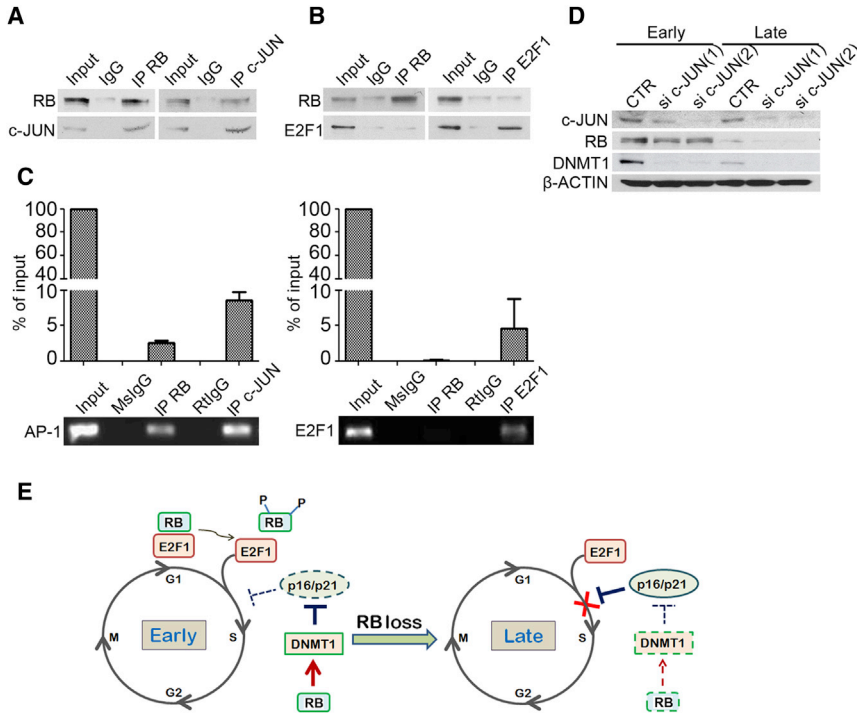 A
Input IgG IP RB Input IgG IP c-JUN
RB
c-JUN
B
Input IgG IP RB Input IgG IP E2F1
RB
E2F1
D
Early Late
CTR si c-JUN(1) si c-JUN(2) CTR si c-JUN(1) si c-JUN(2)
c-JUN
RB
DNMT1
β-ACTIN
C
% of input
100
80
60
40
10
5
0
Input MsIgG IP RB RtIgG IP c-JUN
AP-1
% of input
100
80
60
40
10
5
0
Input MsIgG IP RB RtIgG IP E2F1
E2F1
E
RB
E2F1
P P
RB
E2F1
G1
S
G2
M
Early
p16/p21
DNMT1
RB
RB loss
E2F1
G1
S
G2
M
Late
p16/p21
DNMT1
RB